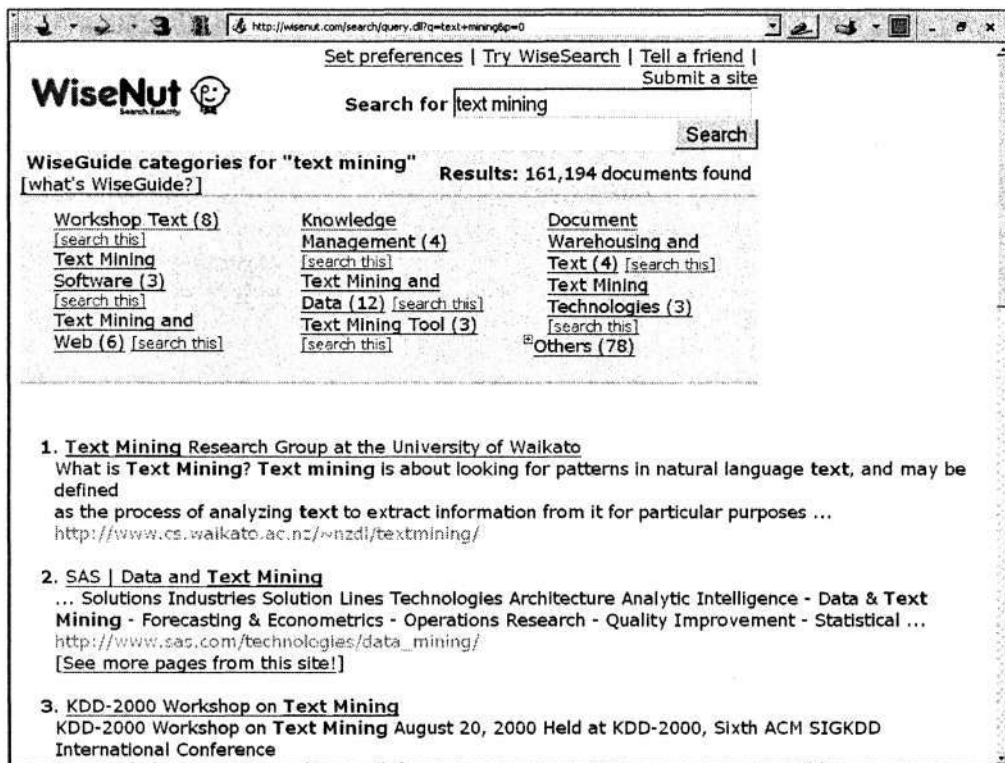 http://wisenut.com/search/query.dll?q=text+mining&p=0
Set preferences | Try WiseSearch | Tell a friend |
Submit a site
WiseNut
Search Exactly
Search for text mining
Search
WiseGuide categories for "text mining"
[what's WiseGuide?]
Results: 161,194 documents found
Workshop Text (8)
[search this]
Text Mining
Software (3)
[search this]
Text Mining and
Web (6) [search this]
Knowledge
Management (4)
[search this]
Text Mining and
Data (12) [search this]
Text Mining Tool (3)
[search this]
Document
Warehousing and
Text (4) [search this]
Text Mining
Technologies (3)
[search this]
Others (78)
1. Text Mining Research Group at the University of Waikato
What is Text Mining? Text mining is about looking for patterns in natural language text, and may be
defined
as the process of analyzing text to extract information from it for particular purposes ...
http://www.cs.waikato.ac.nz/~nzdl/textmining/
2. SAS | Data and Text Mining
... Solutions Industries Solution Lines Technologies Architecture Analytic Intelligence - Data & Text
Mining - Forecasting & Econometrics - Operations Research - Quality Improvement - Statistical ...
http://www.sas.com/technologies/data_mining/
[See more pages from this site!]
3. KDD-2000 Workshop on Text Mining
KDD-2000 Workshop on Text Mining August 20, 2000 Held at KDD-2000, Sixth ACM SIGKDD
International Conference